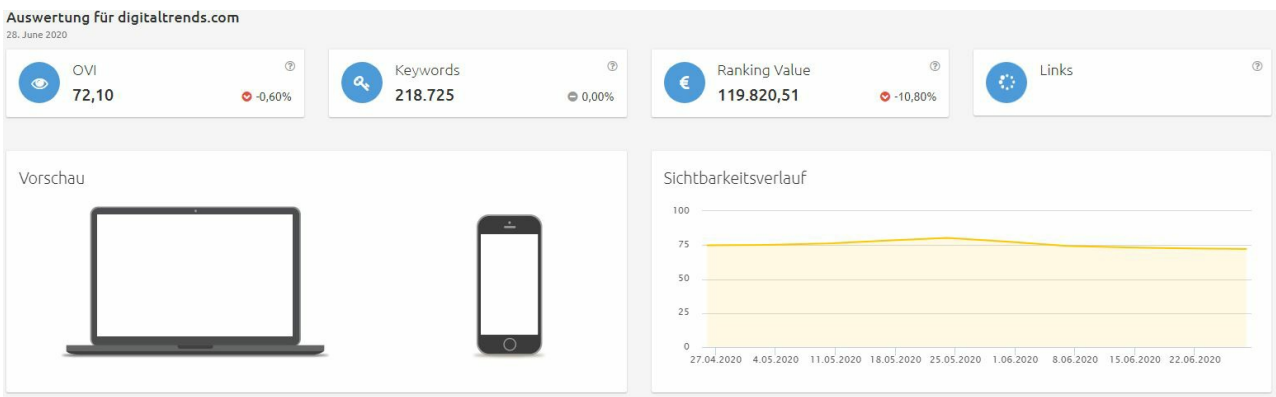 Auswertung für digitaltrends.com
28. June 2020
OVI
72,10
-0,60%
Keywords
218.725
0,00%
Ranking Value
119.820,51
-10,80%
Links
Vorschau
Sichtbarkeitsverlauf
100
75
50
25
0
27.04.2020 4.05.2020 11.05.2020 18.05.2020 25.05.2020 1.06.2020 8.06.2020 15.06.2020 22.06.2020